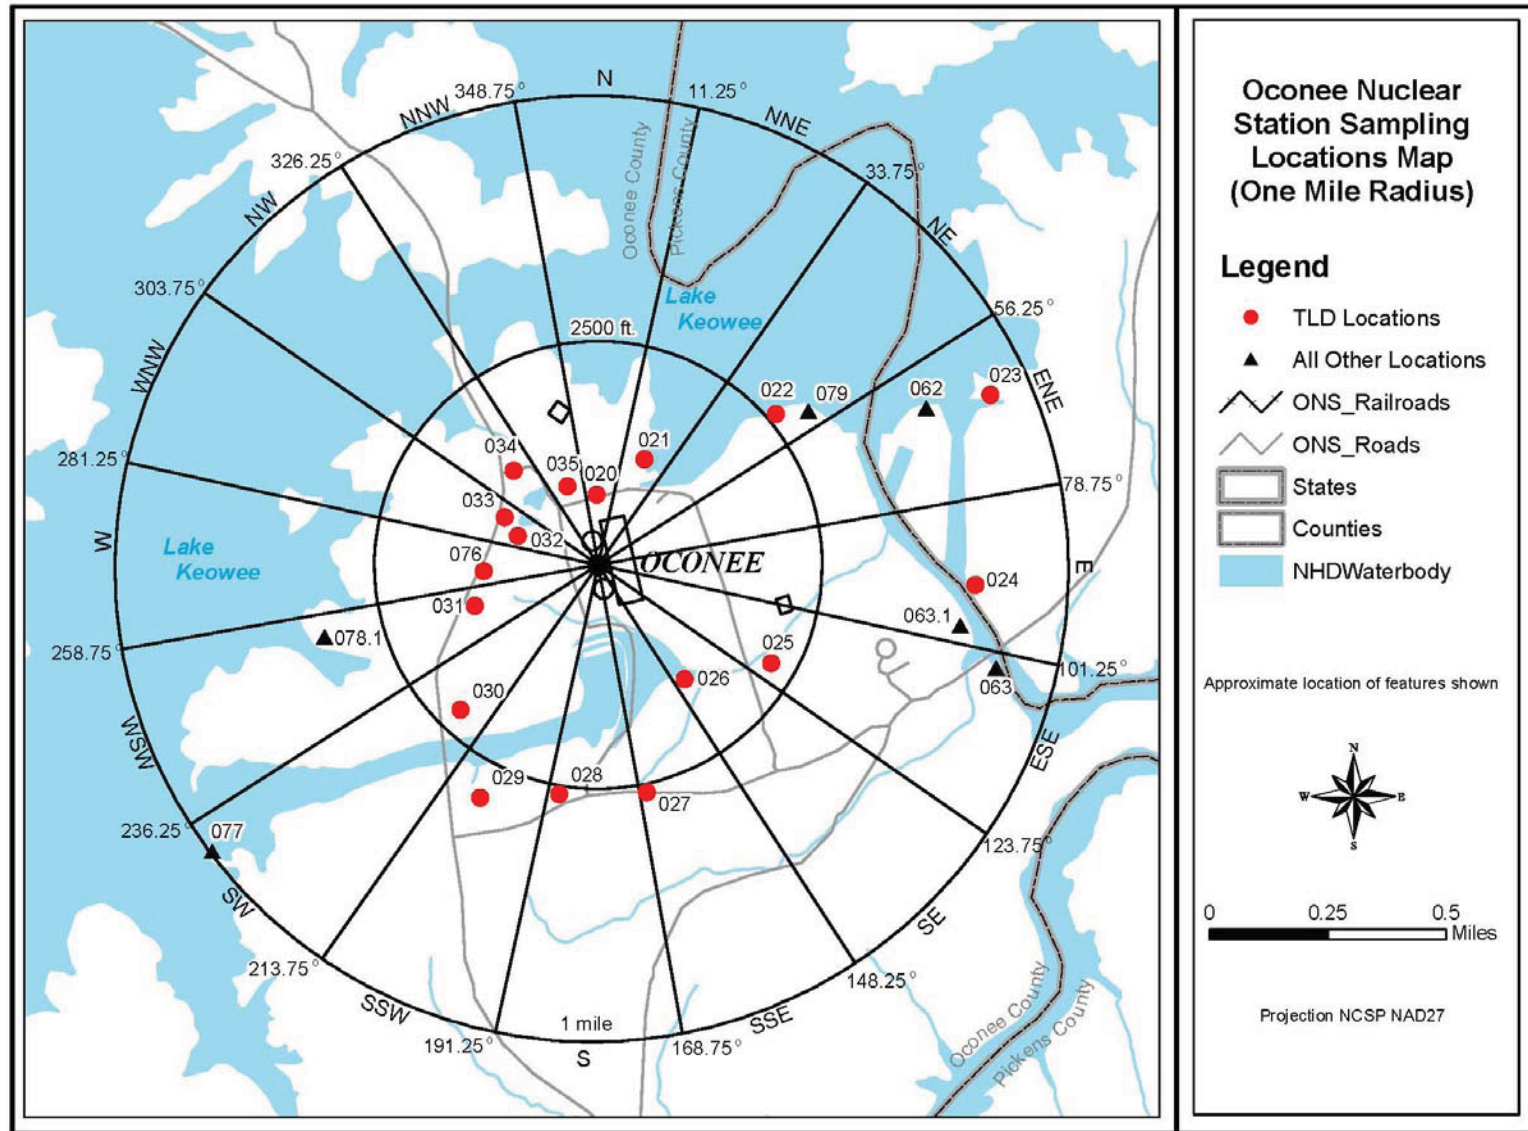 348.75°
N
11.25°
NNW
NNE
326.25°
33.75°
Oconee County
Pickens County
NW
NE
303.75°
Lake
Keowee
56.25°
2500 ft.
WNW
ENE
022
079
062
023
034
035
021
020
281.25°
78.75°
033
032
W
Lake
Keowee
076
OCONEE
E
024
031
063.1
078.1
258.75°
025
026
063
101.25°
030
WSW
ESE
029
028
027
236.25°
077
123.75°
SW
SE
213.75°
148.25°
SSW
SSE
1 mile
191.25°
S
168.75°
Oconee County
Pickens County
Oconee Nuclear
Station Sampling
Locations Map
(One Mile Radius)
Legend
TLD Locations
All Other Locations
ONS_Railroads
ONS_Roads
States
Counties
NHDWaterbody
Approximate location of features shown
N
W
E
S
0 0.25 0.5
Miles
Projection NCSP NAD27